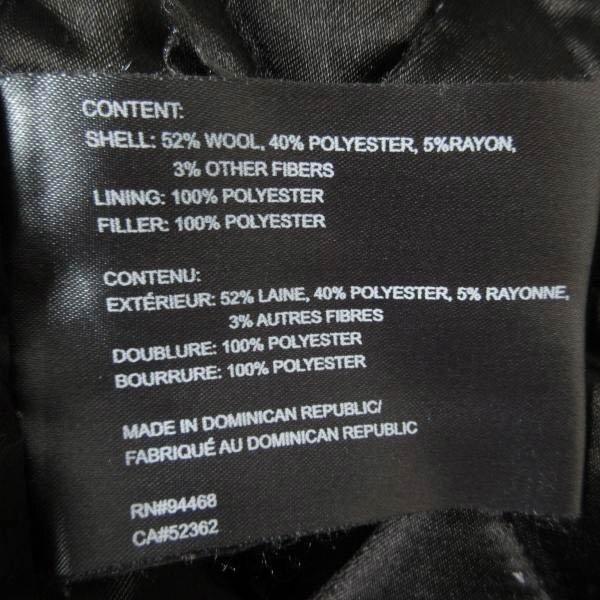 CONTENT:
SHELL: 52% WOOL, 40% POLYESTER, 5%RAYON,
3% OTHER FIBERS
LINING: 100% POLYESTER
FILLER: 100% POLYESTER
CONTENU:
EXTÉRIEUR: 52% LAINE, 40% POLYESTER, 5% RAYONNE,
3% AUTRES FIBRES
DOUBLURE: 100% POLYESTER
BOURRURE: 100% POLYESTER
MADE IN DOMINICAN REPUBLIC/
FABRIQUÉ AU DOMINICAN REPUBLIC
RN#94468
CA#52362